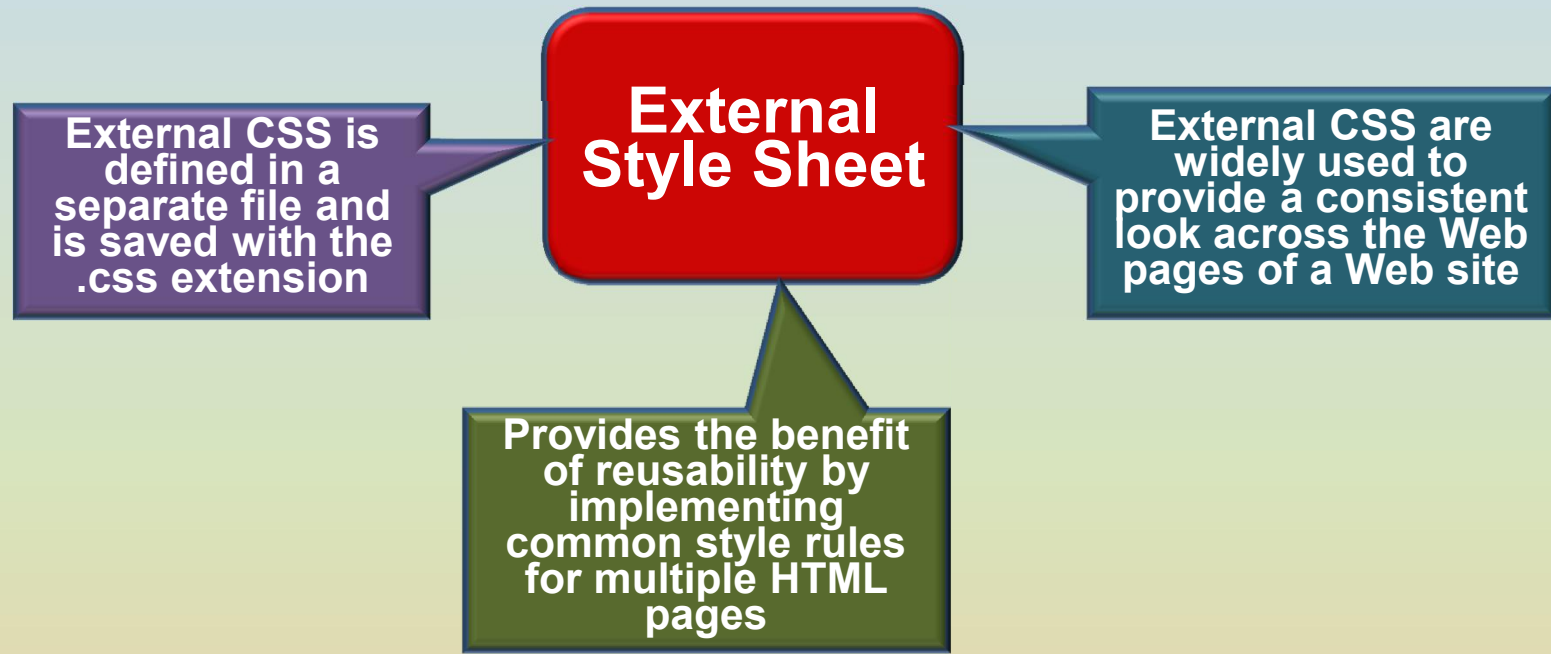 External
Style Sheet
External CSS is
defined in a
separate file and
is saved with the
.css extension
External CSS are
widely used to
provide a consistent
look across the Web
pages of a Web site
Provides the benefit
of reusability by
implementing
common style rules
for multiple HTML
pages